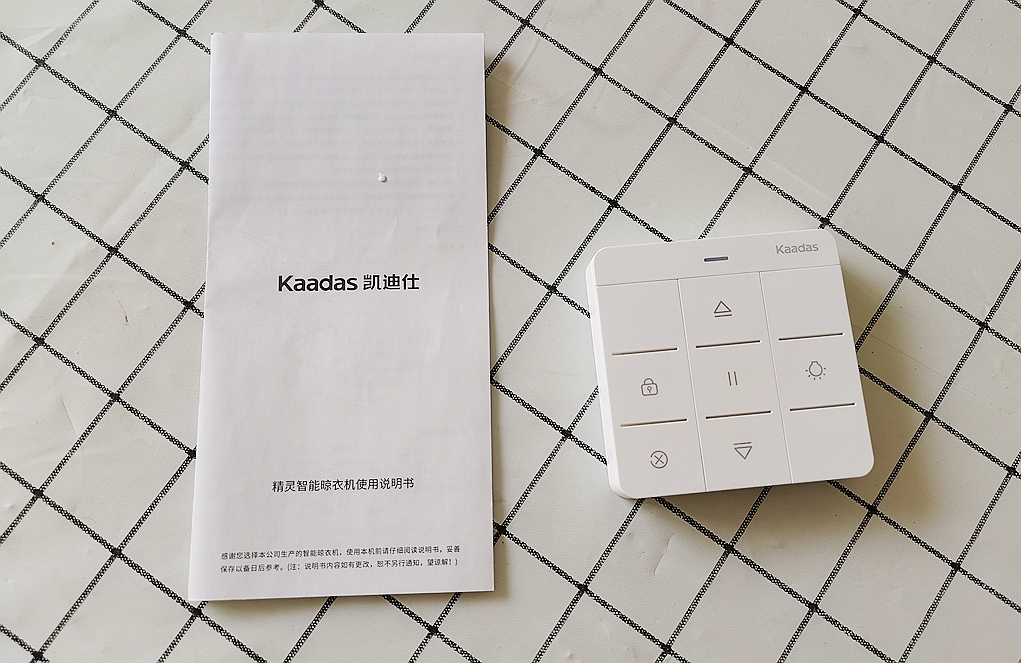 Kaadas 凯迪仕
精灵智能晾衣机使用说明书
感谢您选择本公司生产的智能晾衣机，使用本机前请仔细阅读说明书，妥善
保存以备日后参考。(注：说明书内容如有更改，恕不另行通知，望谅解！)
Kaadas